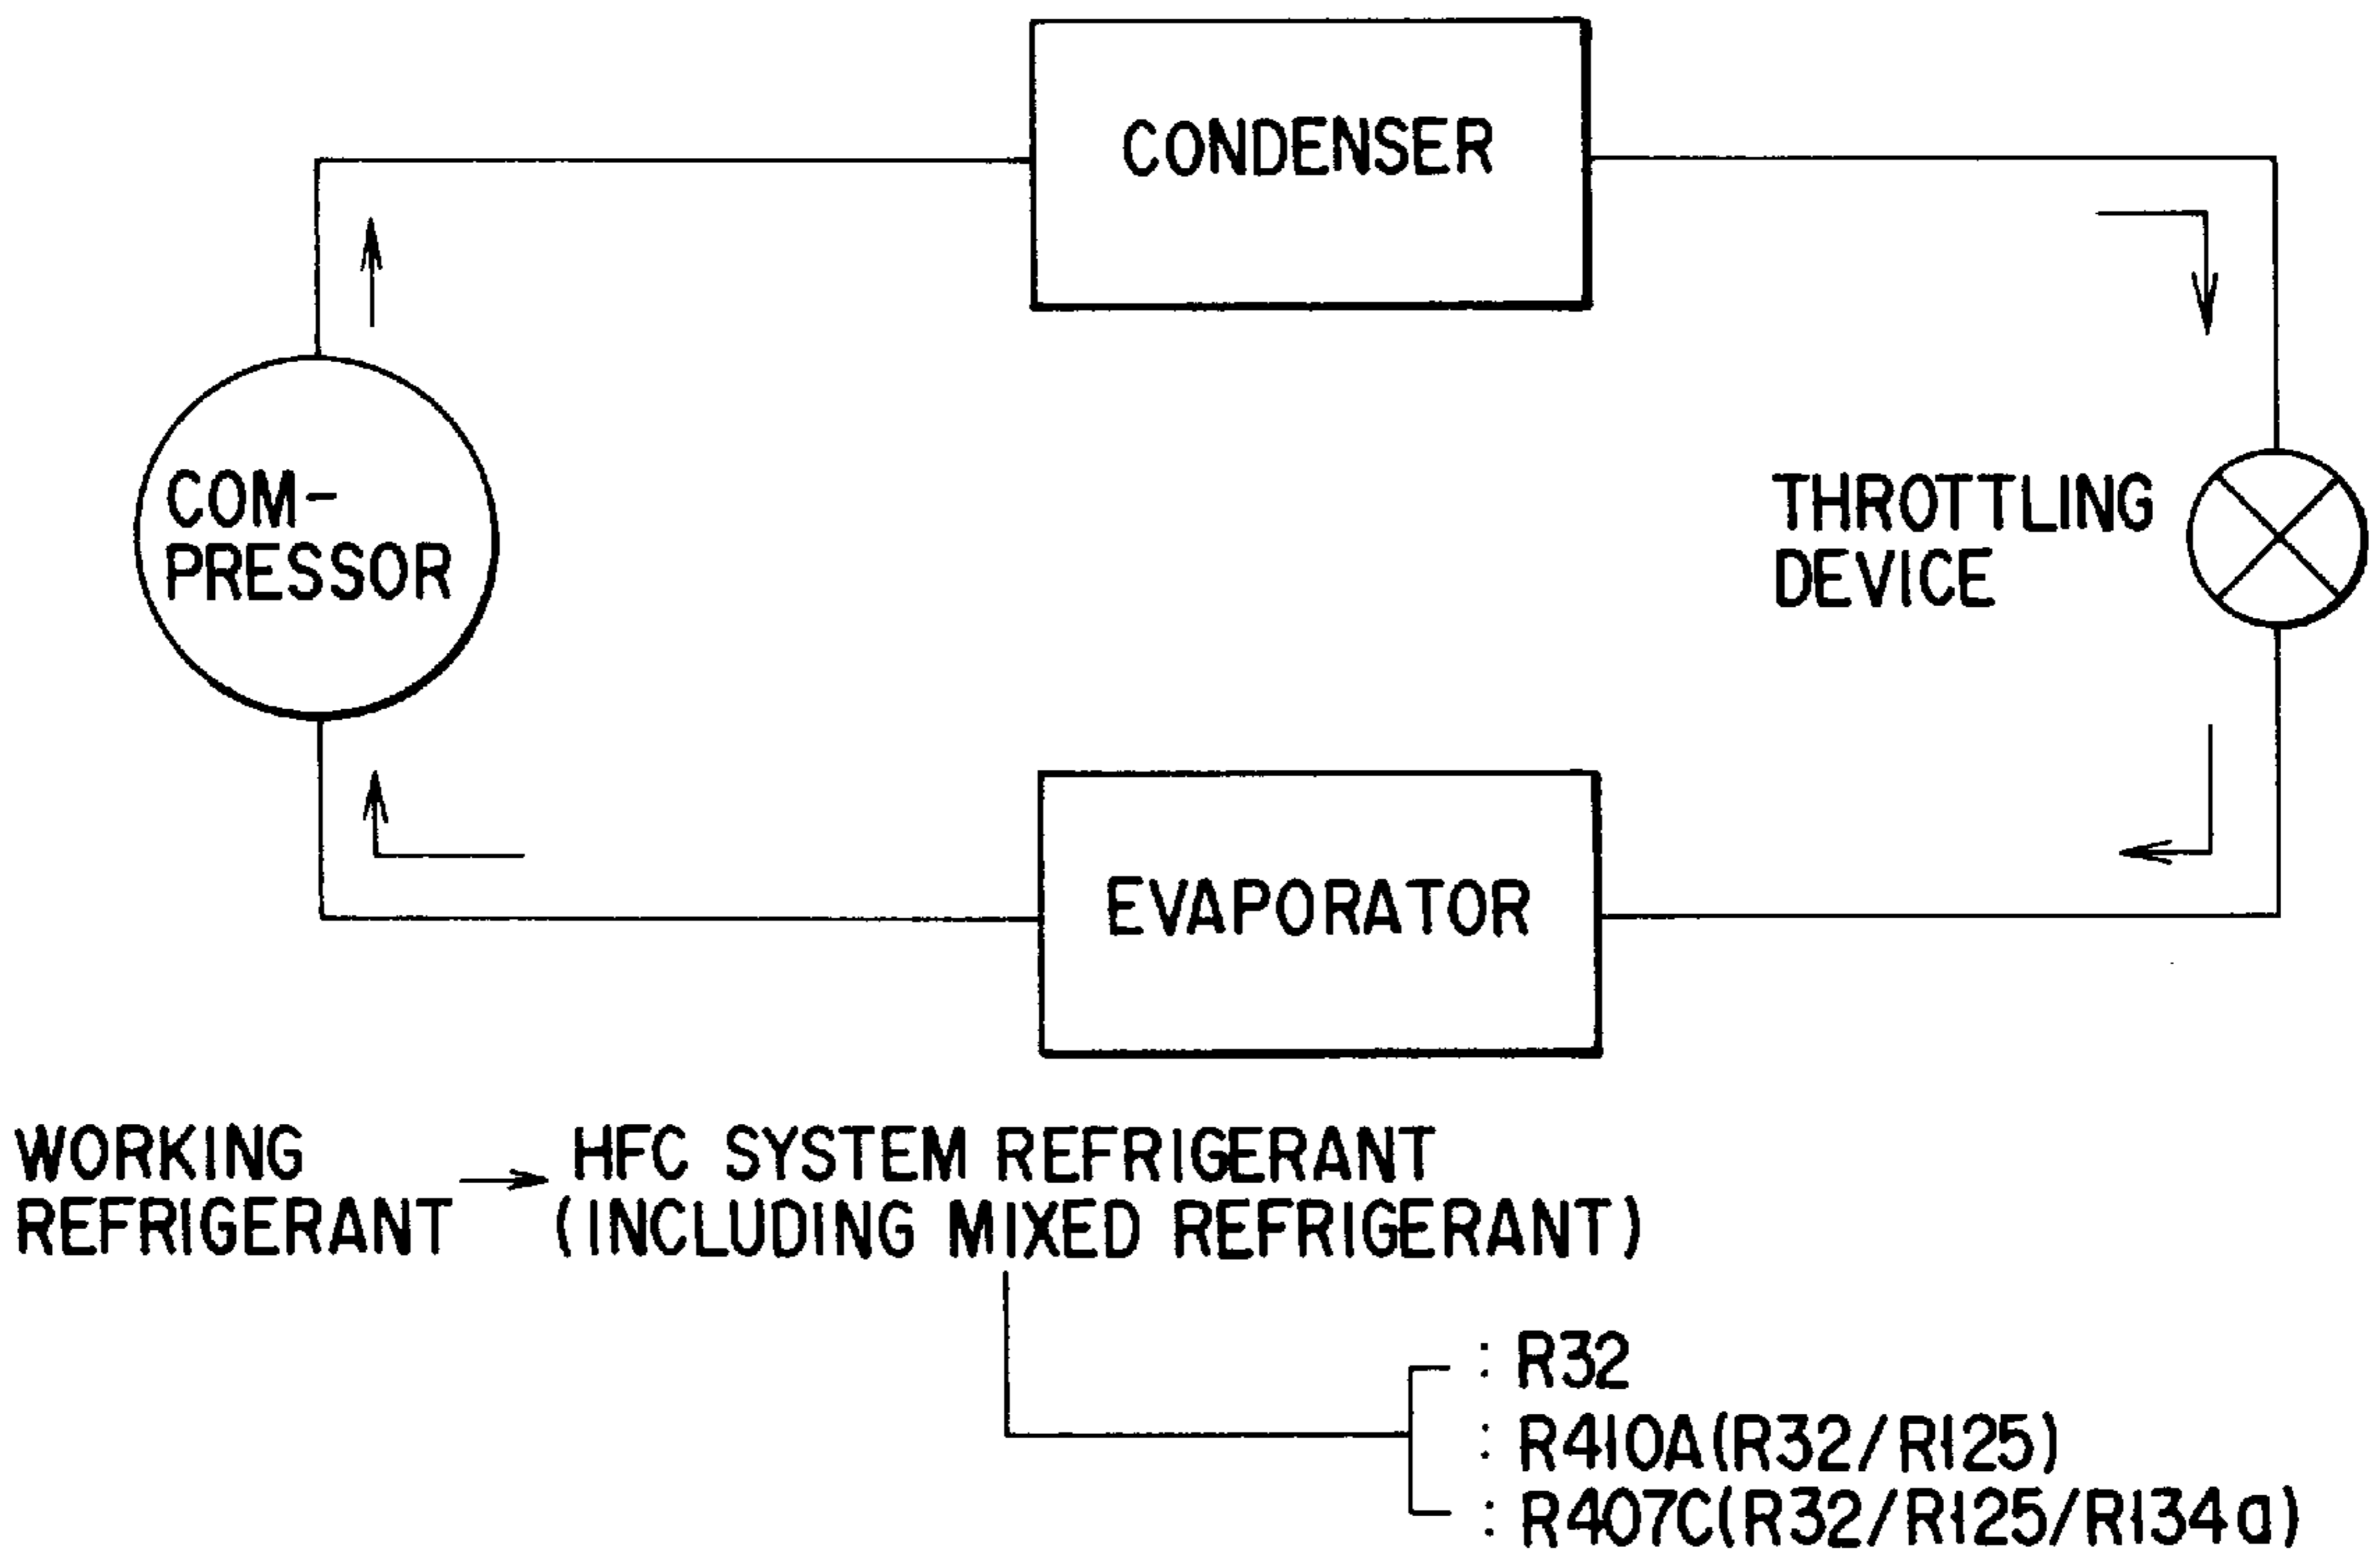 CONDENSER
COM-
PRESSOR
THROTTLING
DEVICE
EVAPORATOR
WORKING
REFRIGERANT
HFC SYSTEM REFRIGERANT
(INCLUDING MIXED REFRIGERANT)
: R32
: R410A(R32/R125)
: R407C(R32/R125/R134a)